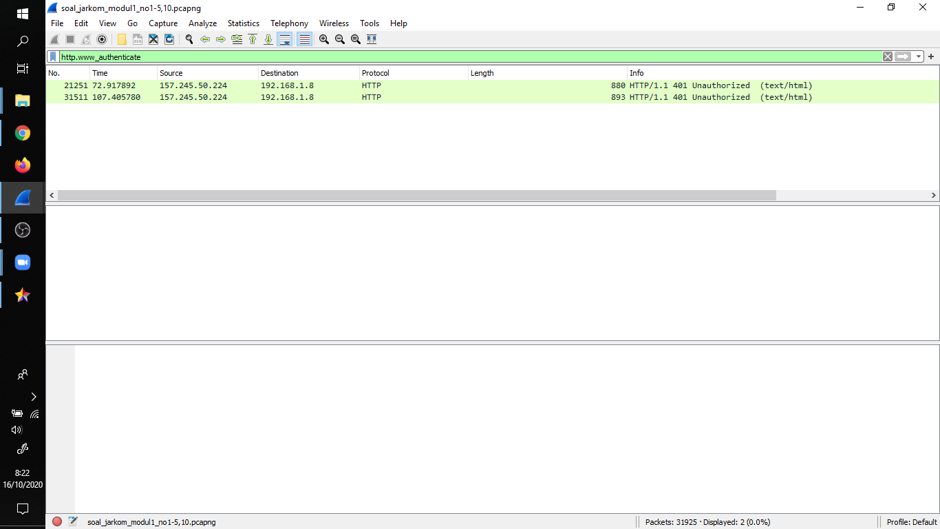 soal_jarkom_modul1_no1-5,10.pcapng
File Edit View Go Capture Analyze Statistics Telephony Wireless Tools Help
http.www_authenticate
No. Time Source Destination Protocol Length Info
21251 72.917892 157.245.50.224 192.168.1.8 HTTP 880 HTTP/1.1 401 Unauthorized (text/html)
31511 107.405780 157.245.50.224 192.168.1.8 HTTP 893 HTTP/1.1 401 Unauthorized (text/html)
8:22
16/10/2020
soal_jarkom_modul1_no1-5,10.pcapng Packets: 31925 · Displayed: 2 (0.0%) Profile: Default